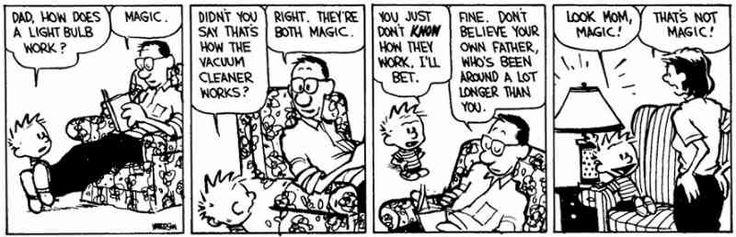 DAD, HOW DOES
A LIGHT BULB
WORK?
MAGIC.
DIDN'T YOU
SAY THAT'S
HOW THE
VACUUM
CLEANER
WORKS?
RIGHT. THEY'RE
BOTH MAGIC.
YOU JUST
DON'T KNOW
HOW THEY
WORK, I'LL
BET.
FINE. DON'T
BELIEVE YOUR
OWN FATHER,
WHO'S BEEN
AROUND A LOT
LONGER THAN
YOU.
LOOK MOM,
MAGIC!
THAT'S NOT
MAGIC!